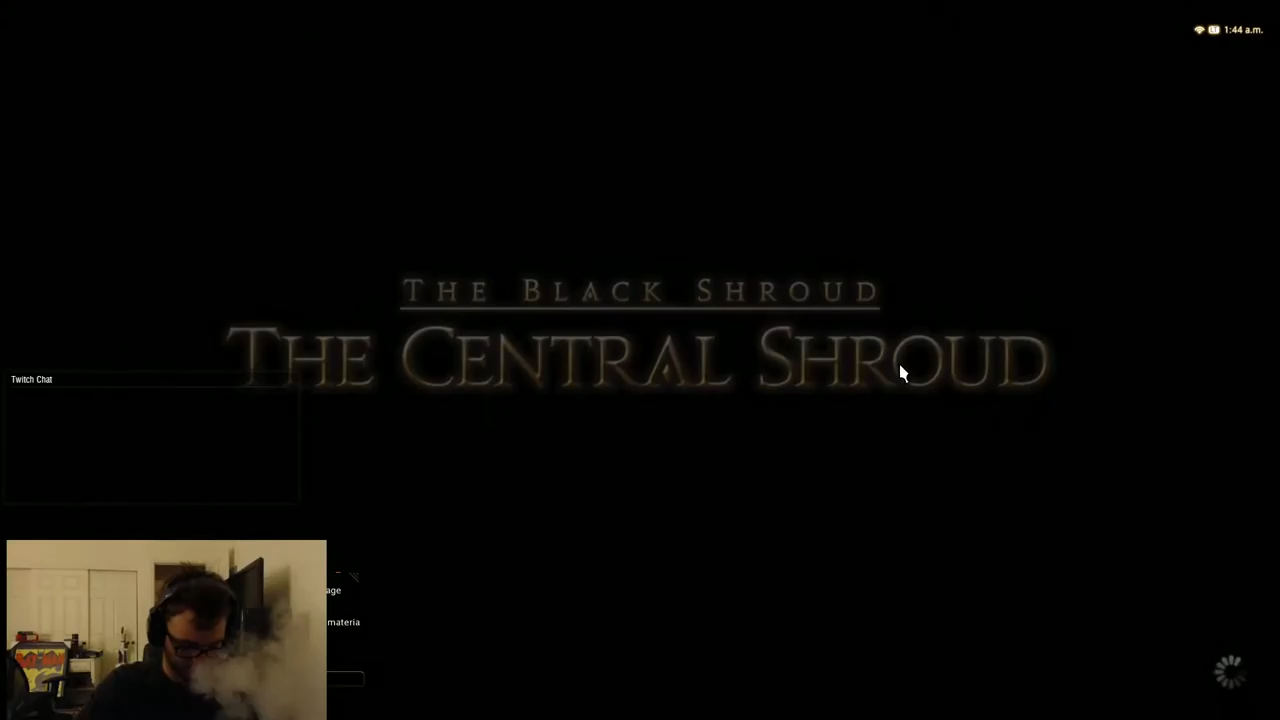 1:44 a.m.
THE BLACK SHROUD
THE CENTRAL SHROUD
Twitch Chat
age
materia